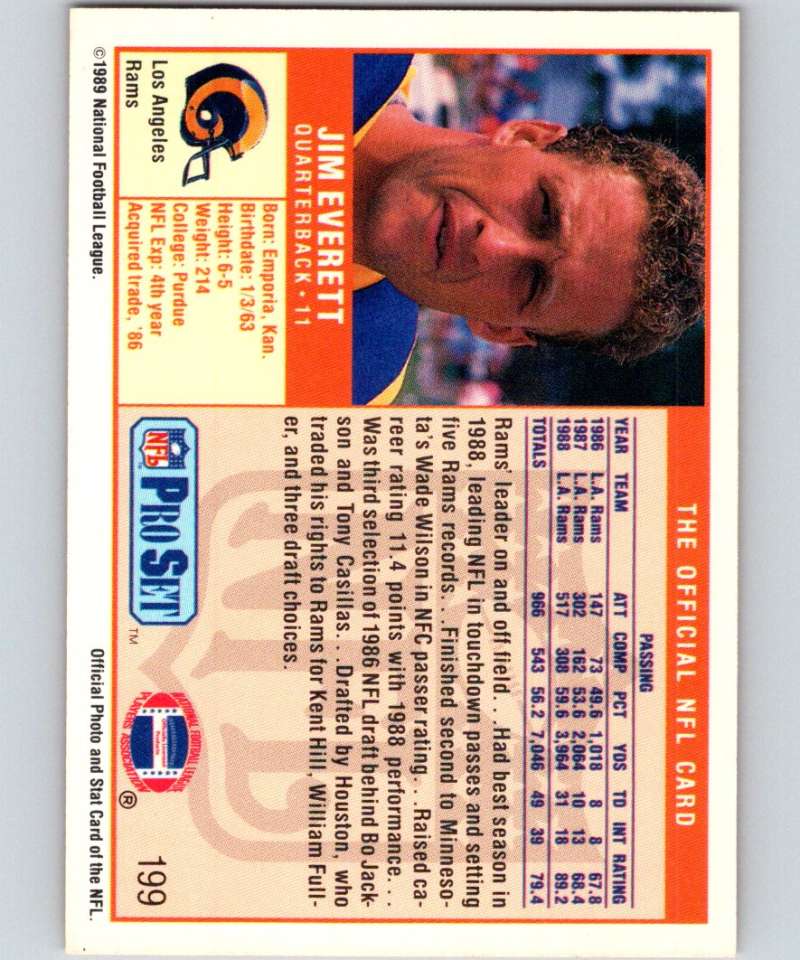 THE OFFICIAL NFL CARD
JIM EVERETT
QUARTERBACK • 11
Los Angeles
Rams
Born: Emporia, Kan.
Birthdate: 1/3/63
Height: 6-5
Weight: 214
College: Purdue
NFL Exp: 4th year
Acquired trade, '86
PASSING
YEAR TEAM ATT COMP PCT YDS TD INT RATING
1986 L.A. Rams 147 73 49.6 1,018 8 8 67.8
1987 L.A. Rams 302 162 53.6 2,064 10 13 68.4
1988 L.A. Rams 517 308 59.6 3,964 31 18 89.2
TOTALS 966 543 56.2 7,046 49 39 79.4
Rams' leader on and off field. . .Had best season in
1988, leading NFL in touchdown passes and setting
five Rams records. . .Finished second to Minneso-
ta's Wade Wilson in NFC passer rating. . .Raised ca-
reer rating 11.4 points with 1988 performance. . .
Was third selection of 1986 NFL draft behind Bo Jack-
son and Tony Casillas. . .Drafted by Houston, who
traded his rights to Rams for Kent Hill, William Full-
er, and three draft choices.
NFL PRO SET ™
NATIONAL FOOTBALL LEAGUE
PLAYERS ASSOCIATION
®
199
©1989 National Football League.
Official Photo and Stat Card of the NFL.